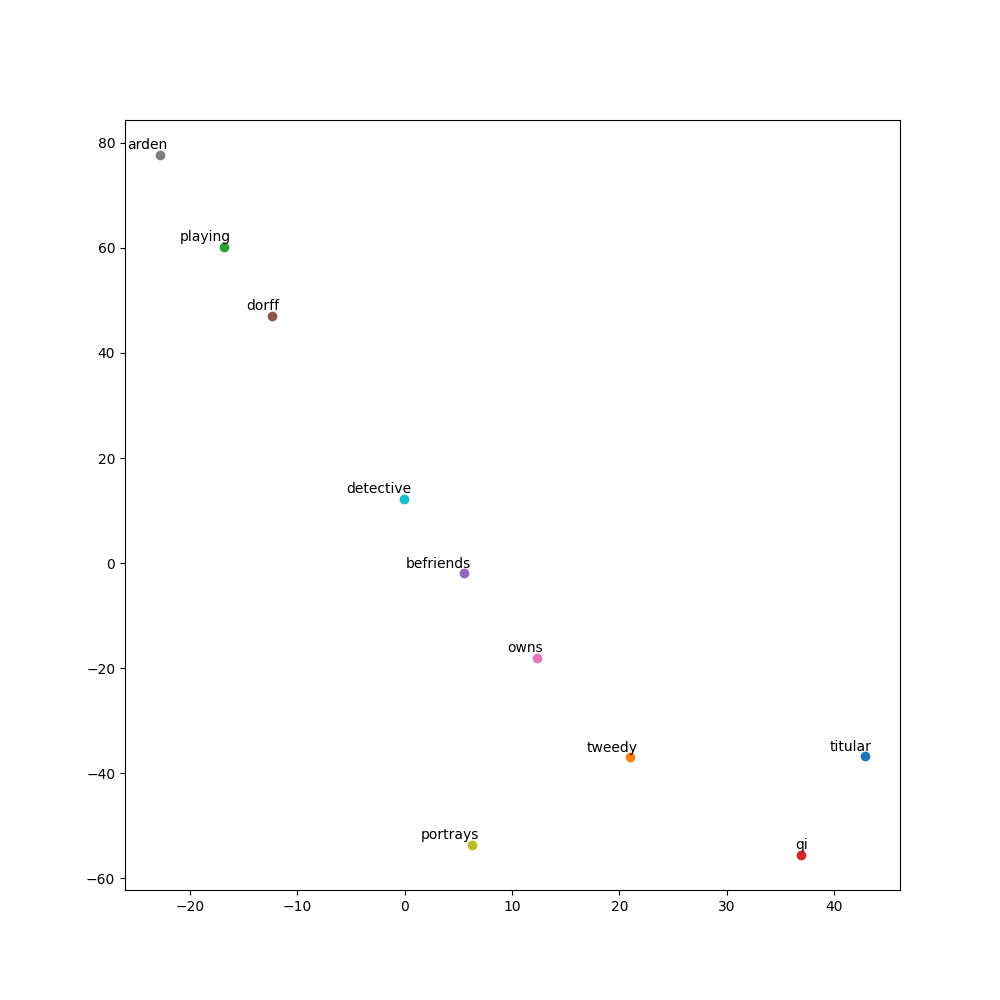 80
arden
playing
60
dorff
40
20
detective
0
befriends
owns
−20
tweedy
titular
−40
portrays
qi
−60
−20
−10
0
10
20
30
40